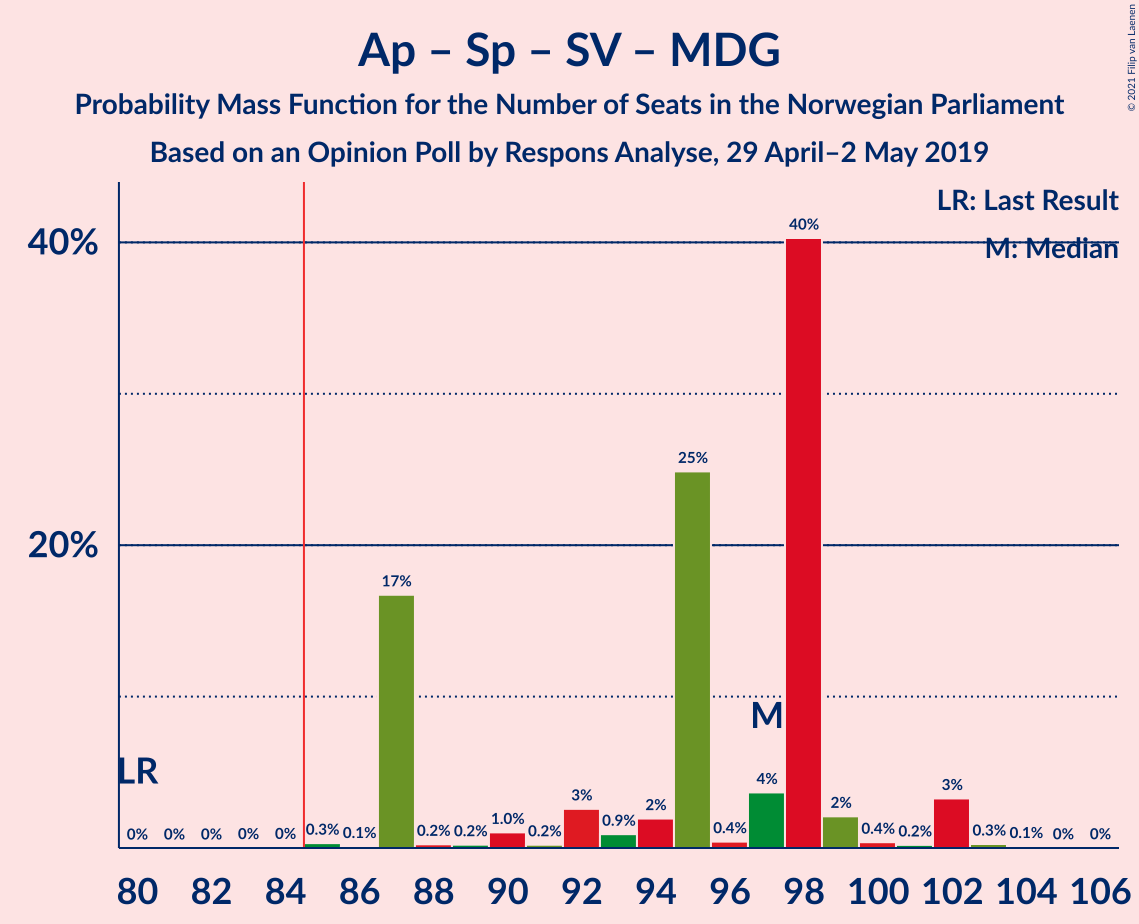 Ap – Sp – SV – MDG
Probability Mass Function for the Number of Seats in the Norwegian Parliament
Based on an Opinion Poll by Respons Analyse, 29 April–2 May 2019
© 2021 Filip van Laenen
LR: Last Result
M: Median
40%
20%
LR
M
0% 0% 0% 0% 0% 0.3% 0.1% 17% 0.2% 0.2% 1.0% 0.2% 3% 0.9% 2% 25% 0.4% 4% 40% 2% 0.4% 0.2% 3% 0.3% 0.1% 0% 0%
80 82 84 86 88 90 92 94 96 98 100 102 104 106